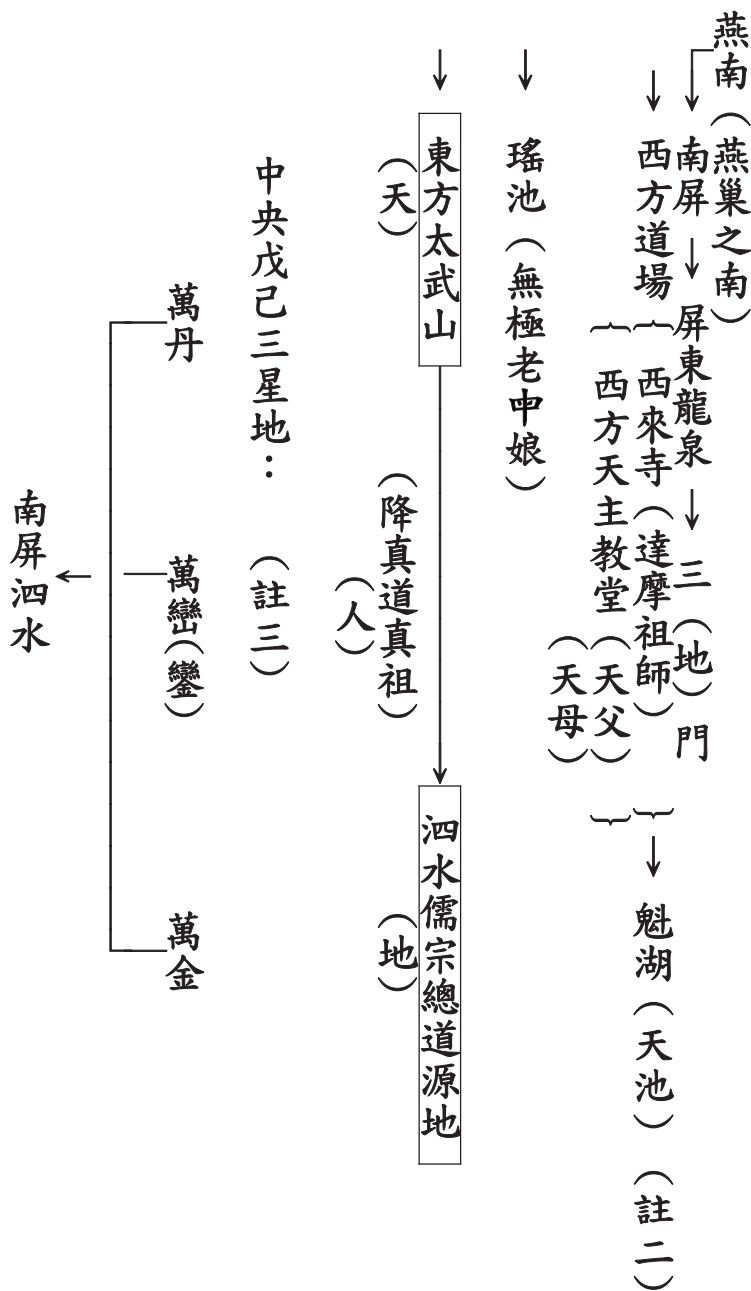 燕南（燕巢之南）
南屏 → 屏東龍泉 → 三（地）門
→ 西方道場｛西來寺（達摩祖師）｝→ 魁湖（天池）（註二）
｛西方天主教堂（天父）｝
（天母）
→ 瑤池（無極老𠁩娘）
→ 東方太武山 → 泗水儒宗總道源地
（天）（降真道真祖）（地）
（人）
中央戊己三星地：（註三）
萬丹 萬巒（鑾） 萬金
南屏泗水